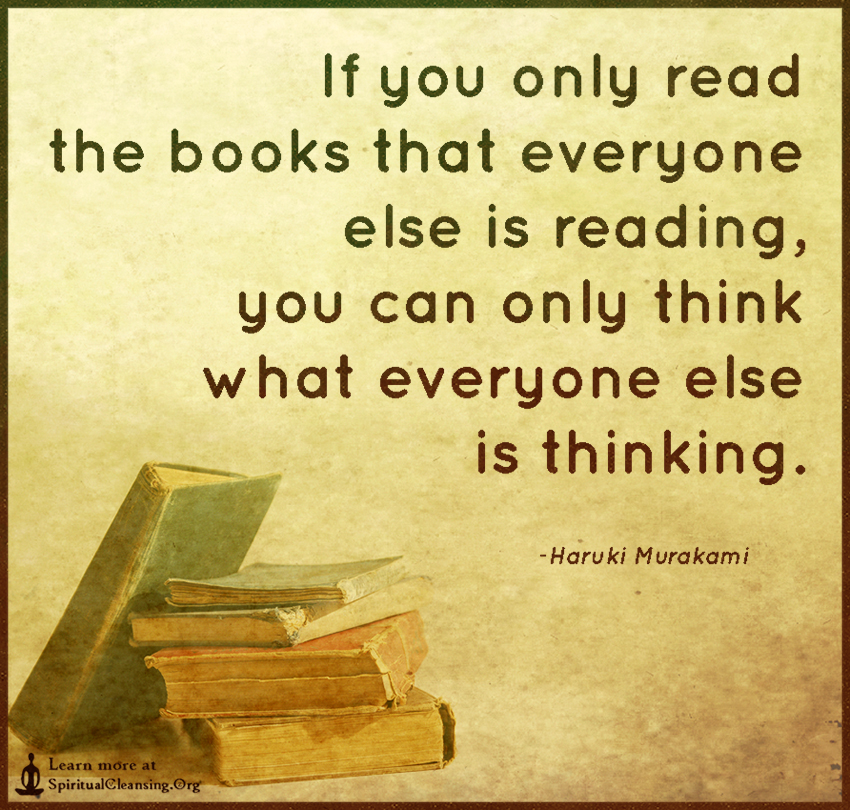 If you only read
the books that everyone
else is reading,
you can only think
what everyone else
is thinking.
-Haruki Murakami
Learn more at
SpiritualCleansing.Org